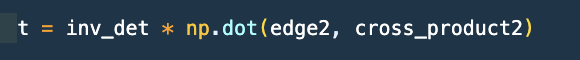 t = inv_det * np.dot(edge2, cross_product2)